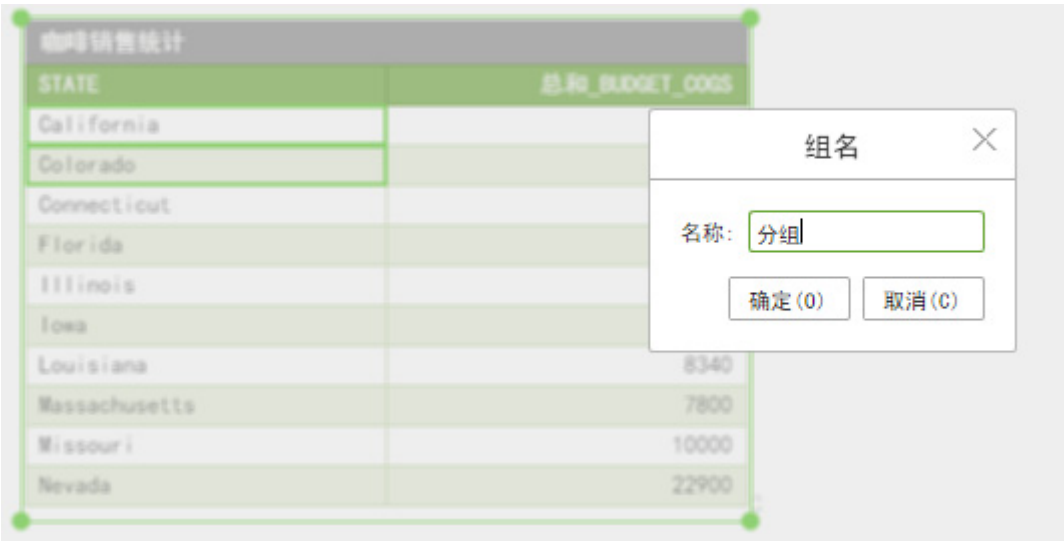 咖啡销售统计
STATE 总和_BUDGET_COGS
California
Colorado
Connecticut
Florida
Illinois
Iowa
Louisiana 8340
Massachusetts 7800
Missouri 10000
Nevada 22900
组名
名称: 分组
确定(O) 取消(C)